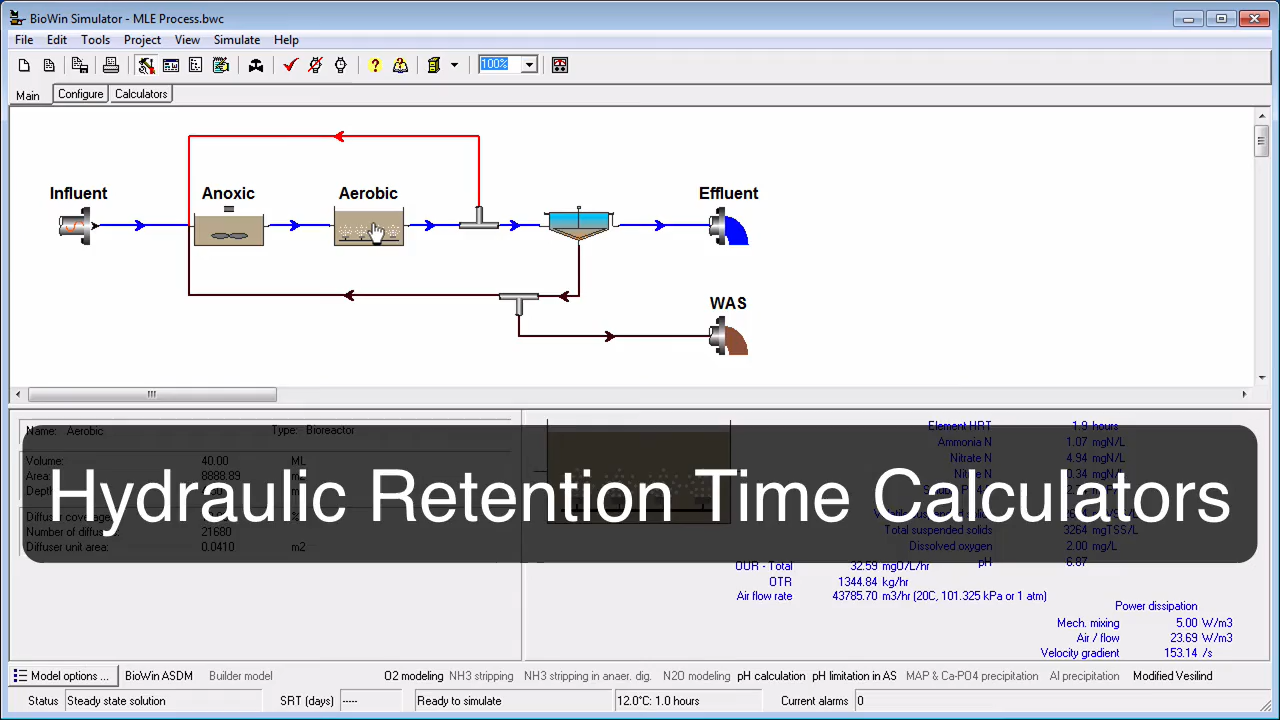 BioWin Simulator - MLE Process.bwc
File Edit Tools Project View Simulate Help
100%
Main Configure Calculators
Influent Anoxic Aerobic Effluent
WAS
Name: Aerobic Type: Bioreactor
Volume: 40.00 ML
Area: 8888.89
Number of
21680
Diffuser unit area: 0.0410 m2
Hydraulic Retention Time Calculators
Element HRT 1.9 hours
Ammonia N 1.07 mgN/L
Nitrate N 4.94 mgN/L
Nitrite N 0.34 mgN/L
Total suspended solids 3264 mgTSS/L
Dissolved oxygen 2.00 mg/L
pH 6.87
OUR - Total 32.59 mgO/L/hr
OTR 1344.84 kg/hr
Air flow rate 43785.70 m3/hr (20C, 101.325 kPa or 1 atm)
Power dissipation
Mech. mixing 5.00 W/m3
Air / flow 23.69 W/m3
Velocity gradient 153.14 /s
Model options ... BioWin ASDM Builder model O2 modeling NH3 stripping NH3 stripping in anaer. dig. N2O modeling pH calculation pH limitation in AS MAP & Ca-PO4 precipitation Al precipitation Modified Vesilind
Status Steady state solution SRT (days) ----- Ready to simulate 12.0°C: 1.0 hours Current alarms 0